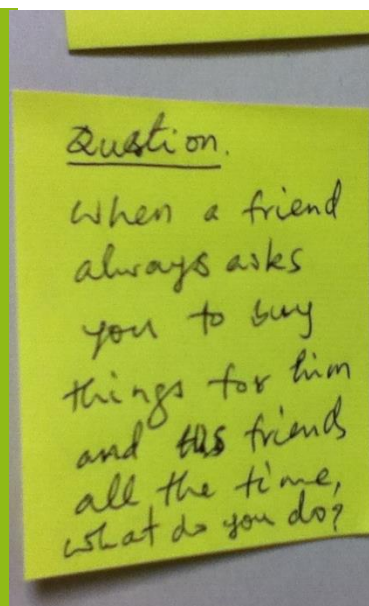 Question.
When a friend
always asks
you to buy
things for him
and his friends
all the time,
what do you do?